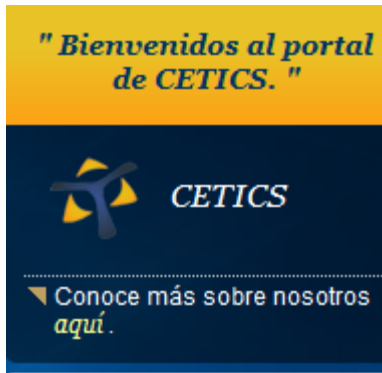 " Bienvenidos al portal
de CETICS. "
CETICS
Conoce más sobre nosotros
aquí .